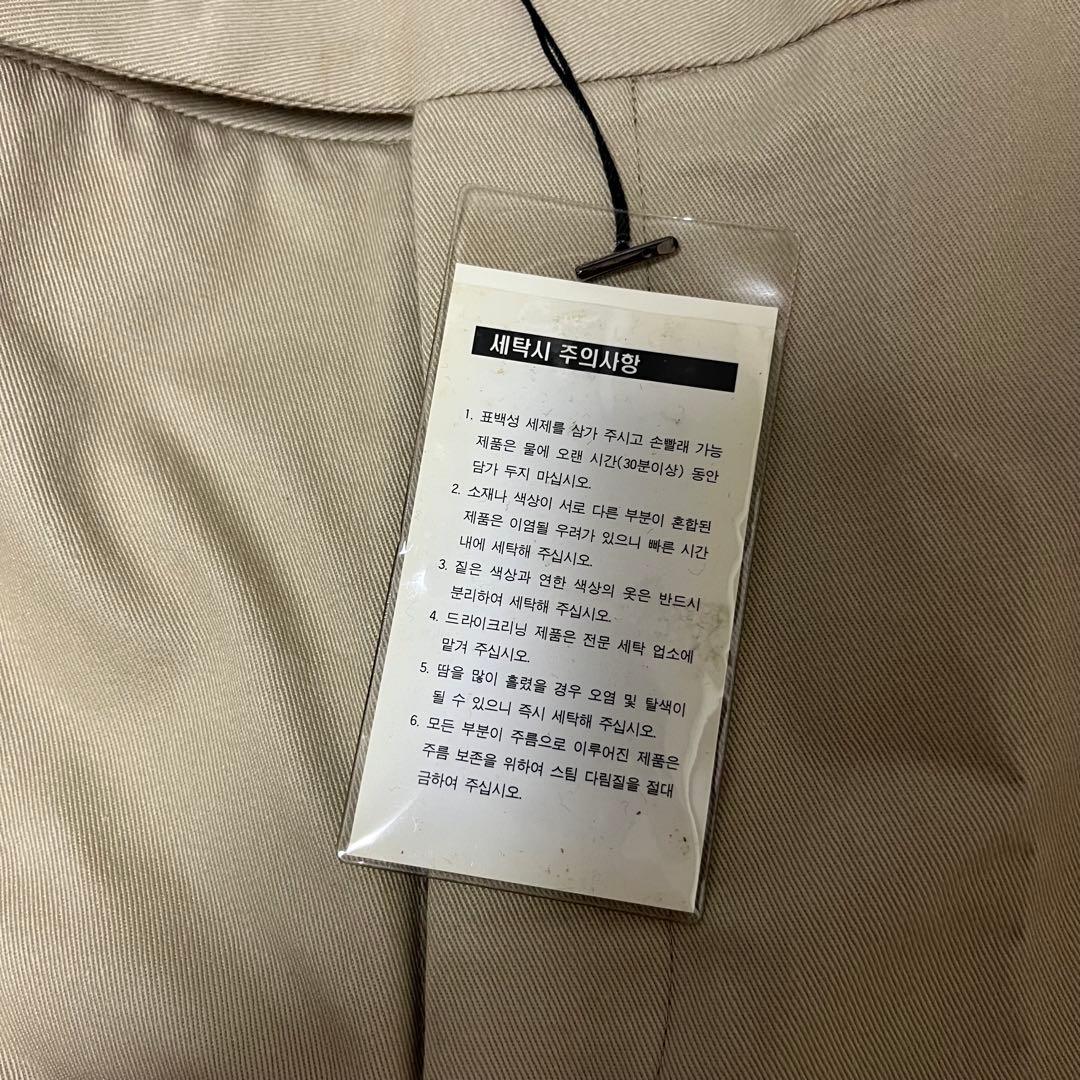 세탁시 주의사항
1. 표백성 세제를 삼가 주시고 손빨래 가능
제품은 물에 오랜 시간(30분이상) 동안
담가 두지 마십시오.
2. 소재나 색상이 서로 다른 부분이 혼합된
제품은 이염될 우려가 있으니 빠른 시간
내에 세탁해 주십시오.
3. 짙은 색상과 연한 색상의 옷은 반드시
분리하여 세탁해 주십시오.
4. 드라이크리닝 제품은 전문 세탁 업소에
맡겨 주십시오.
5. 땀을 많이 흘렸을 경우 오염 및 탈색이
될 수 있으니 즉시 세탁해 주십시오.
6. 모든 부분이 주름으로 이루어진 제품은
주름 보존을 위하여 스팀 다림질을 절대
금하여 주십시오.